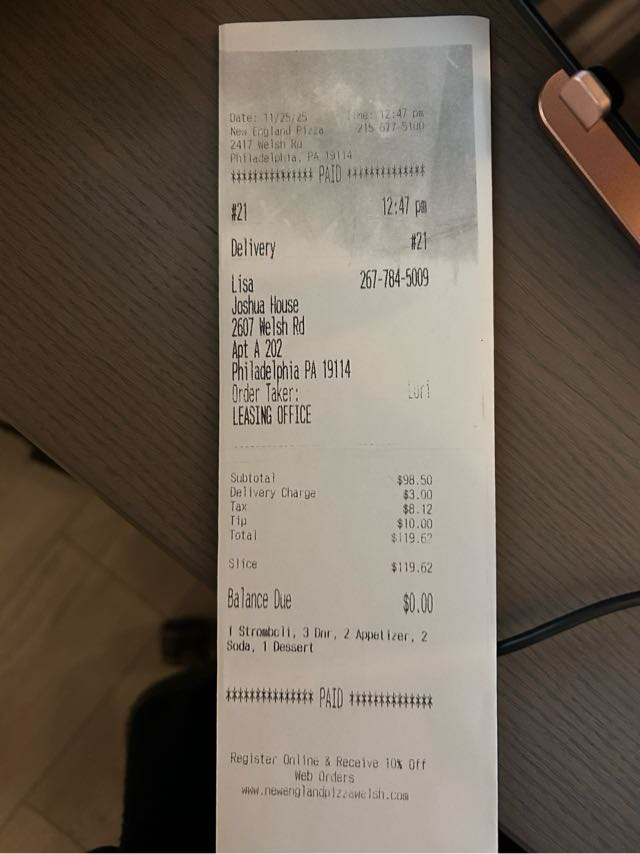 Date: 11/25/25 Time: 12:47 pm
New England Pizza 215-677-5100
2417 Welsh Rd
Philadelphia, PA 19114
*************** PAID **************
#21 12:47 pm
Delivery #21
Lisa 267-784-5009
Joshua House
2607 Welsh Rd
Apt A 202
Philadelphia PA 19114
Order Taker: Lori
LEASING OFFICE
Subtotal $98.50
Delivery Charge $3.00
Tax $8.12
Tip $10.00
Total $119.62
Slice $119.62
Balance Due $0.00
1 Stromboli, 3 Dnr, 2 Appetizer, 2
Soda, 1 Dessert
*************** PAID **************
Register Online & Receive 10% Off
Web Orders
www.newenglandpizzawelsh.com